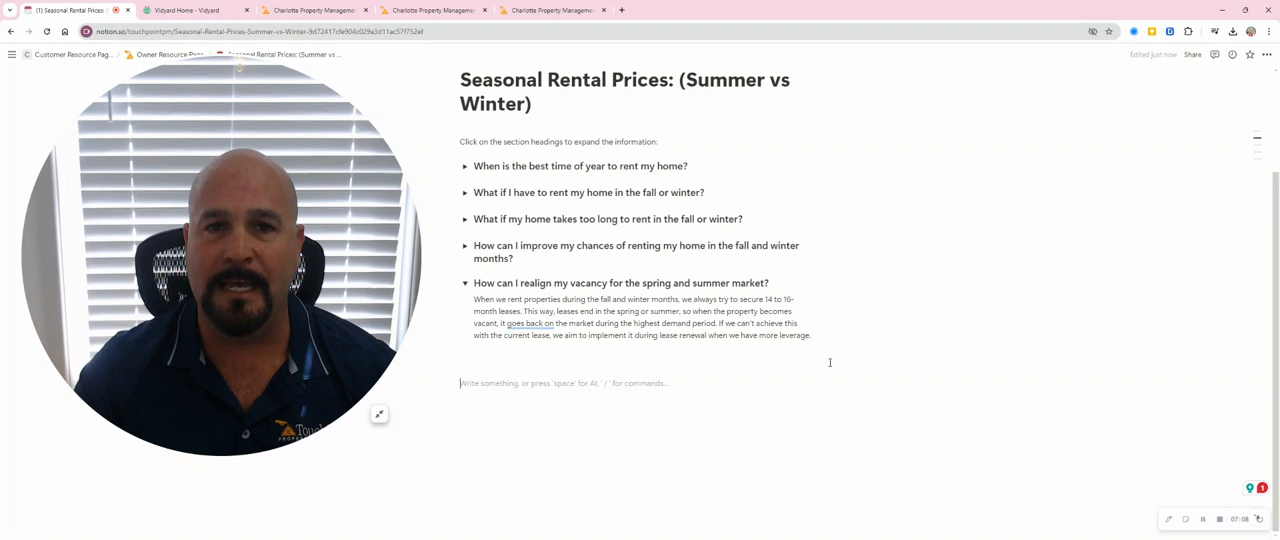 (1) Seasonal Rental Prices:
Vidyard Home - Vidyard
Charlotte Property Managemen
Charlotte Property Managemen
Charlotte Property Managemen
notion.so/touchpointpm/Seasonal-Rental-Prices-Summer-vs-Winter-9d72417cfe904c029a3d11ac57f752ef
Customer Resource Pag... / Owner Resource Page / Seasonal Rental Prices: (Summer vs ...
Edited just now Share
Seasonal Rental Prices: (Summer vs
Winter)
Click on the section headings to expand the information:
When is the best time of year to rent my home?
What if I have to rent my home in the fall or winter?
What if my home takes too long to rent in the fall or winter?
How can I improve my chances of renting my home in the fall and winter
months?
How can I realign my vacancy for the spring and summer market?
When we rent properties during the fall and winter months, we always try to secure 14 to 16-
month leases. This way, leases end in the spring or summer, so when the property becomes
vacant, it goes back on the market during the highest demand period. If we can't achieve this
with the current lease, we aim to implement it during lease renewal when we have more leverage.
Write something, or press 'space' for AI, '/' for commands...
1
07:08